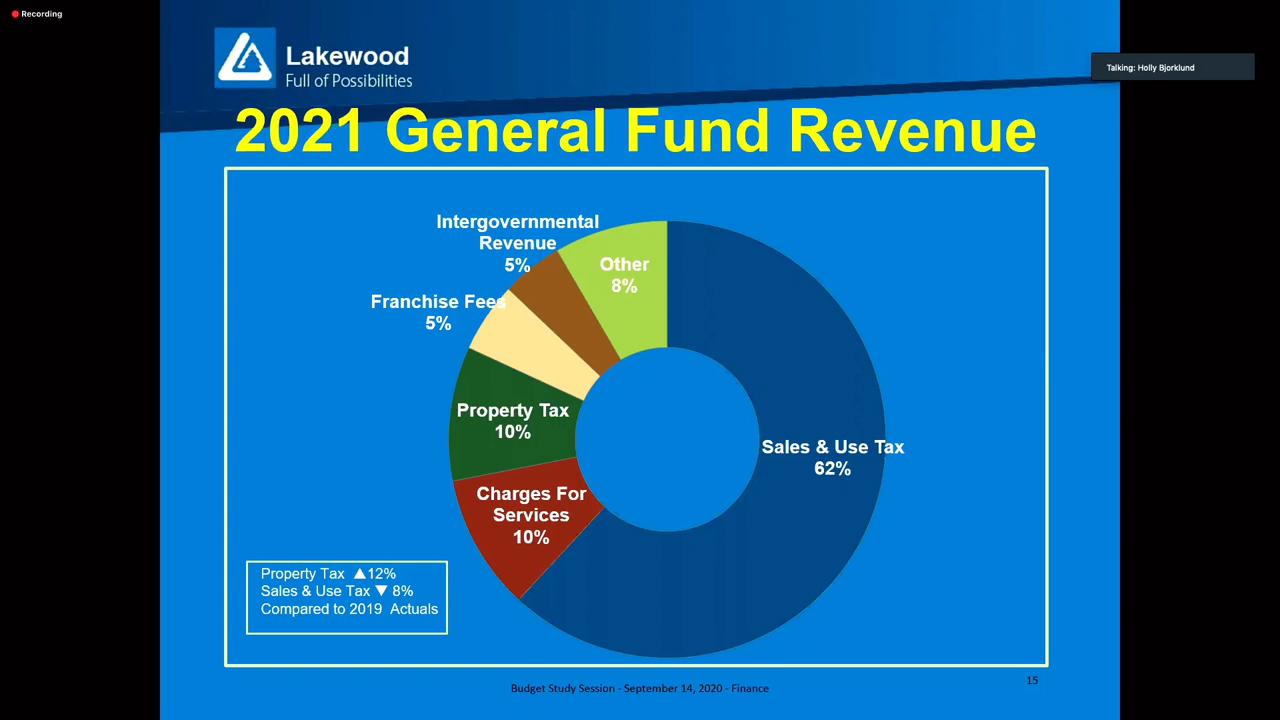 Recording
Lakewood
Full of Possibilities
Talking: Holly Bjorklund
2021 General Fund Revenue
Intergovernmental
Revenue
5%
Other
8%
Franchise Fees
5%
Property Tax
10%
Sales & Use Tax
62%
Charges For
Services
10%
Property Tax ▲12%
Sales & Use Tax ▼ 8%
Compared to 2019 Actuals
15
Budget Study Session - September 14, 2020 - Finance